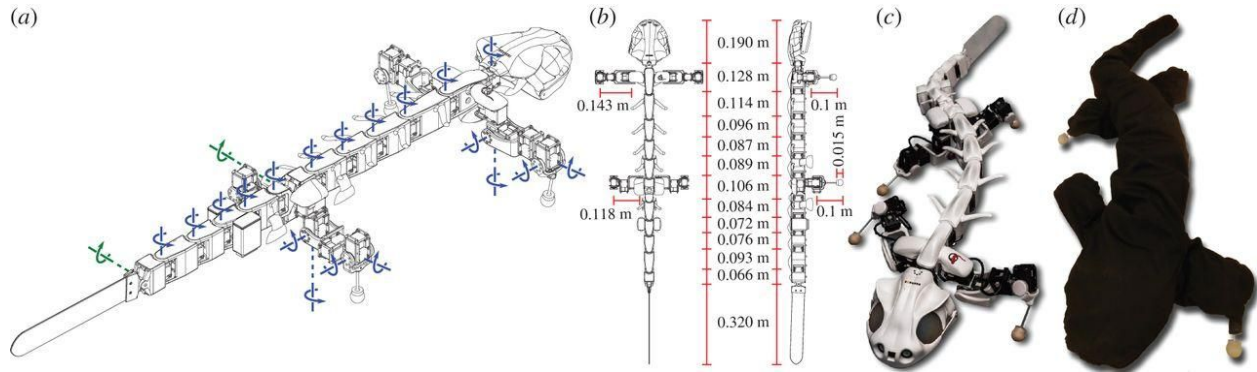 (a)
(b)
(c)
(d)
0.190 m
0.128 m
0.143 m
0.1 m
0.114 m
0.096 m
0.015 m
0.087 m
0.089 m
0.106 m
0.084 m
0.118 m
0.1 m
0.072 m
0.076 m
0.093 m
0.066 m
0.320 m